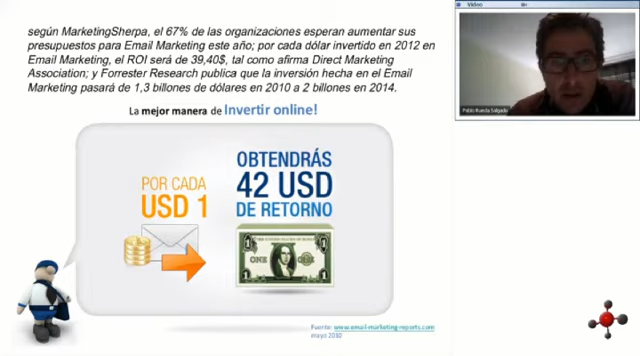 según MarketingSherpa, el 67% de las organizaciones esperan aumentar sus
presupuestos para Email Marketing este año; por cada dólar invertido en 2012 en
Email Marketing, el ROI será de 39,40$, tal como afirma Direct Marketing
Association; y Forrester Research publica que la inversión hecha en el Email
Marketing pasará de 1,3 billones de dólares en 2010 a 2 billones en 2014.
La mejor manera de Invertir online!
POR CADA
USD 1
OBTENDRÁS
42 USD
DE RETORNO
ONE
Fuente: www.email-marketing-reports.com
mayo 2010
Video
Pablo Rueda Salgado